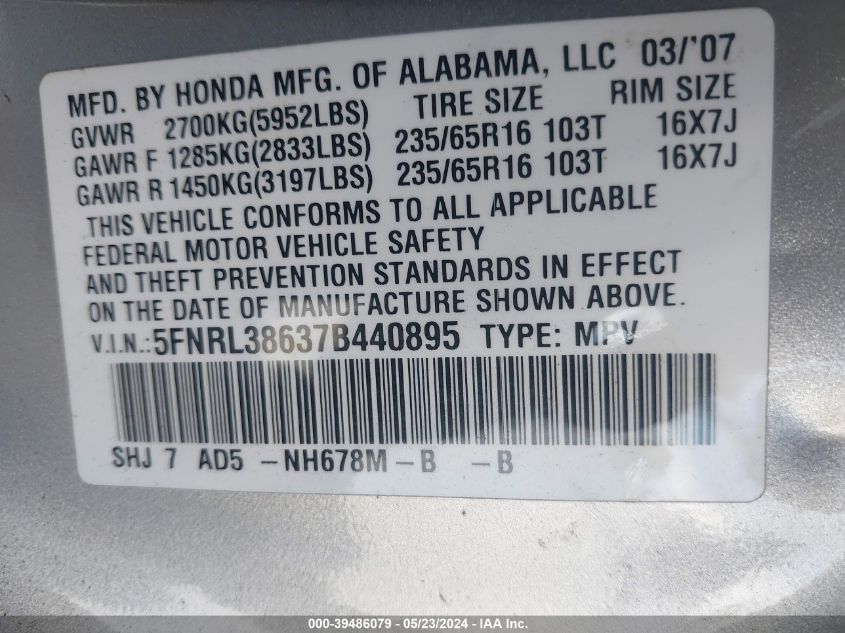 MFD. BY HONDA MFG. OF ALABAMA, LLC 03/'07
GVWR 2700KG(5952LBS) TIRE SIZE RIM SIZE
GAWR F 1285KG(2833LBS) 235/65R16 103T 16X7J
GAWR R 1450KG(3197LBS) 235/65R16 103T 16X7J
THIS VEHICLE CONFORMS TO ALL APPLICABLE
FEDERAL MOTOR VEHICLE SAFETY
AND THEFT PREVENTION STANDARDS IN EFFECT
ON THE DATE OF MANUFACTURE SHOWN ABOVE.
V.I.N.: 5FNRL38637B440895 TYPE: MPV
SHJ 7 AD5 -NH678M -B -B
000-39486079 - 05/23/2024 - IAA Inc.